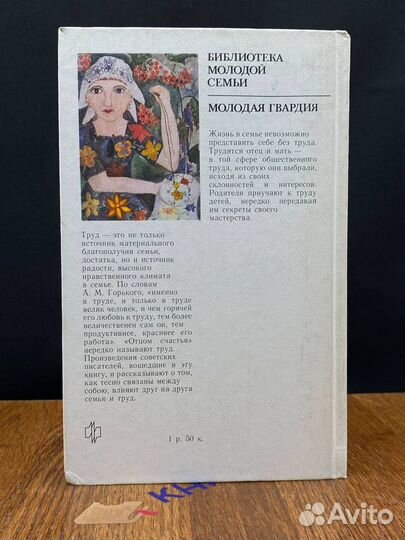 БИБЛИОТЕКА
МОЛОДОЙ
СЕМЬИ
МОЛОДАЯ ГВАРДИЯ
Жизнь в семье невозможно
представить себе без труда.
Трудятся отец и мать —
в той сфере общественного
труда, которую они выбрали,
исходя из своих
склонностей и интересов.
Родители приучают к труду
детей, нередко передавая
им секреты своего
мастерства.
Труд — это не только
источник материального
благополучия семьи,
достатка, но и источник
радости, высокого
нравственного климата
в семье. По словам
А. М. Горького, «именно
в труде, и только в труде
велик человек, и чем горячей
его любовь к труду, тем более
величественен сам он, тем
продуктивнее, красивее его
работа». «Отцом счастья»
нередко называют труд.
Произведения советских
писателей, вошедшие в эту
книгу, и рассказывают о том,
как тесно связаны между
собою, влияют друг на друга
семья и труд.
1 р. 50 к.
Avito